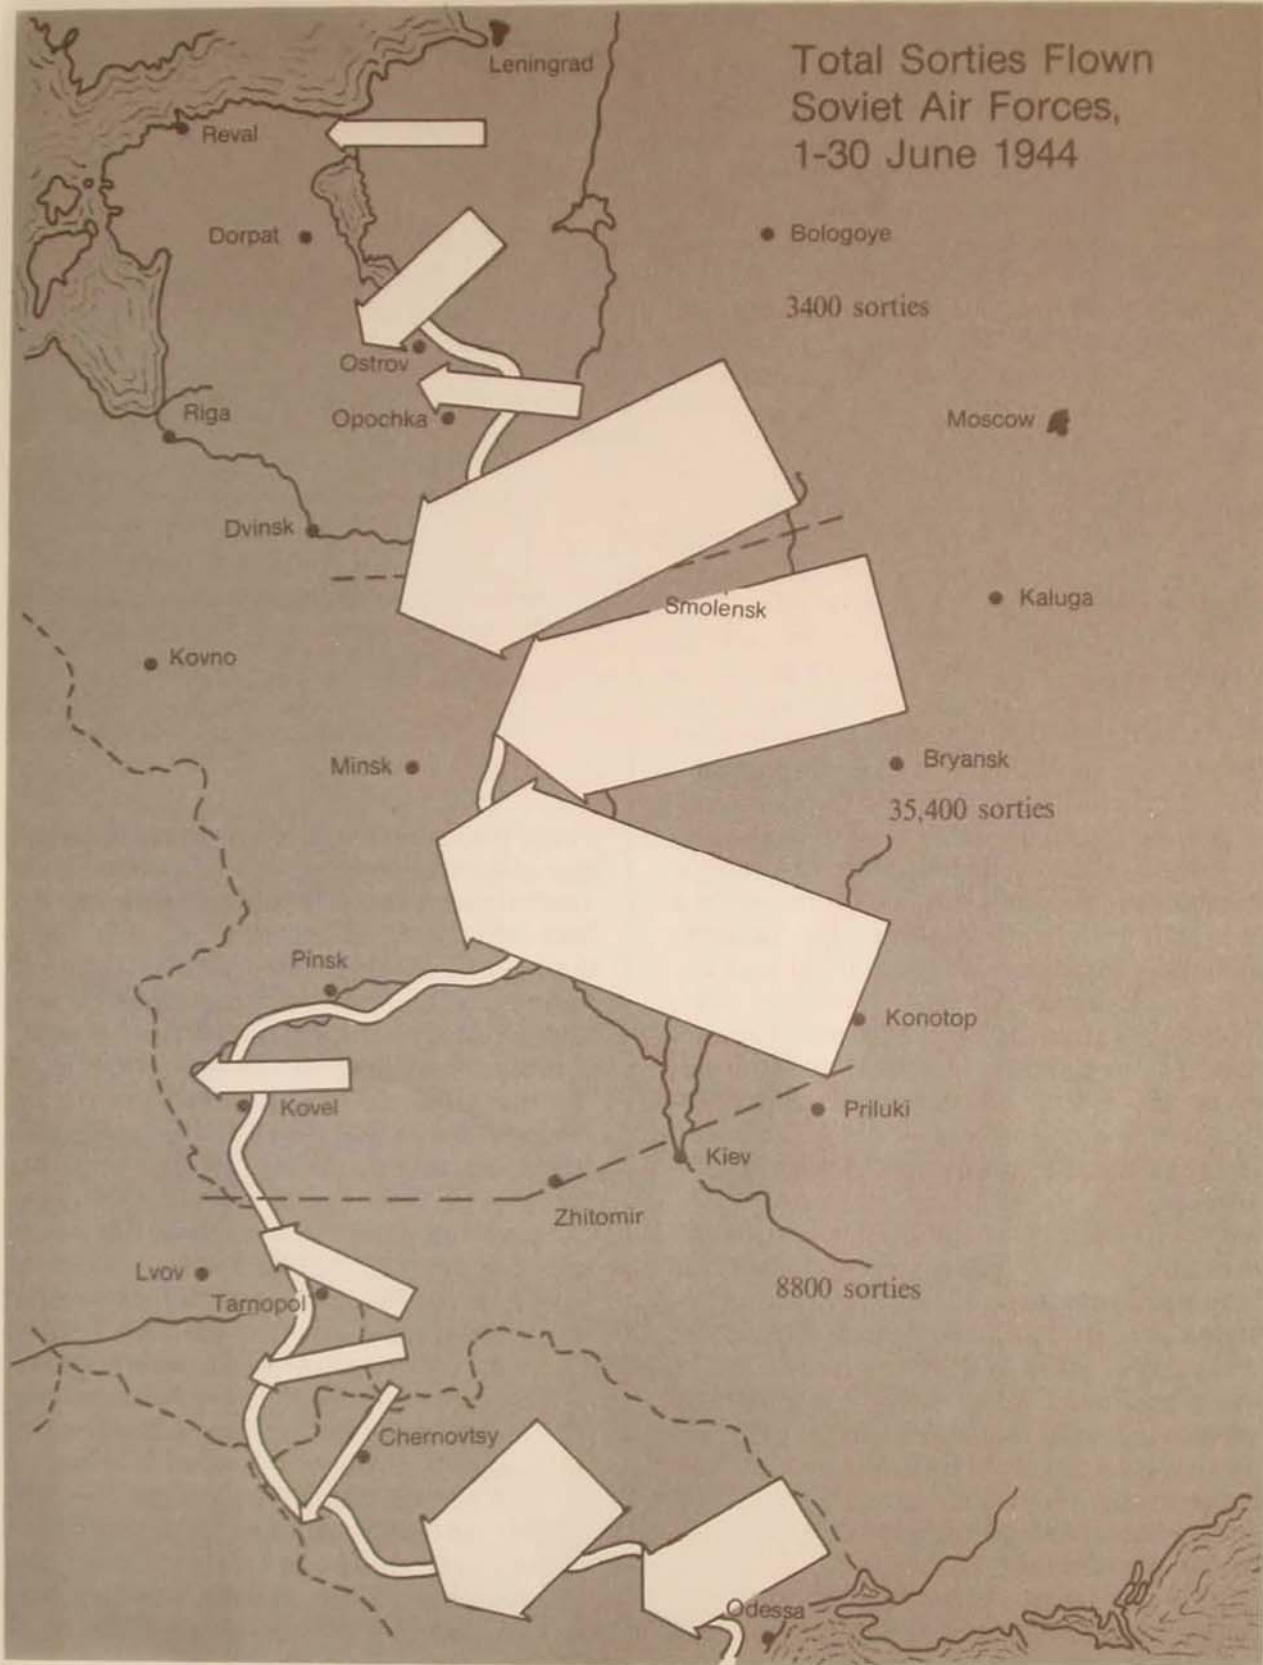 Total Sorties Flown
Soviet Air Forces,
1-30 June 1944
Leningrad
Reval
Dorpat
Bologoye
3400 sorties
Ostrov
Opochka
Riga
Moscow
Dvinsk
Smolensk
Kaluga
Kovno
Minsk
Bryansk
35,400 sorties
Pinsk
Konotop
Kovel
Priluki
Kiev
Zhitomir
Lvov
Tarnopol
8800 sorties
Chernovtsy
Odessa